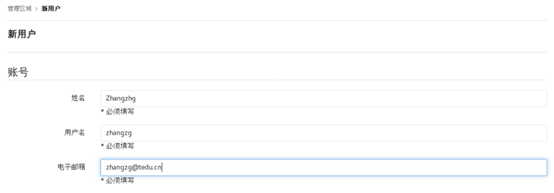 管理区域 > 新用户
新用户
账号
姓名 Zhangzhg
* 必须填写
用户名 zhangzg
* 必须填写
电子邮箱 zhangzg@tedu.cn
* 必须填写